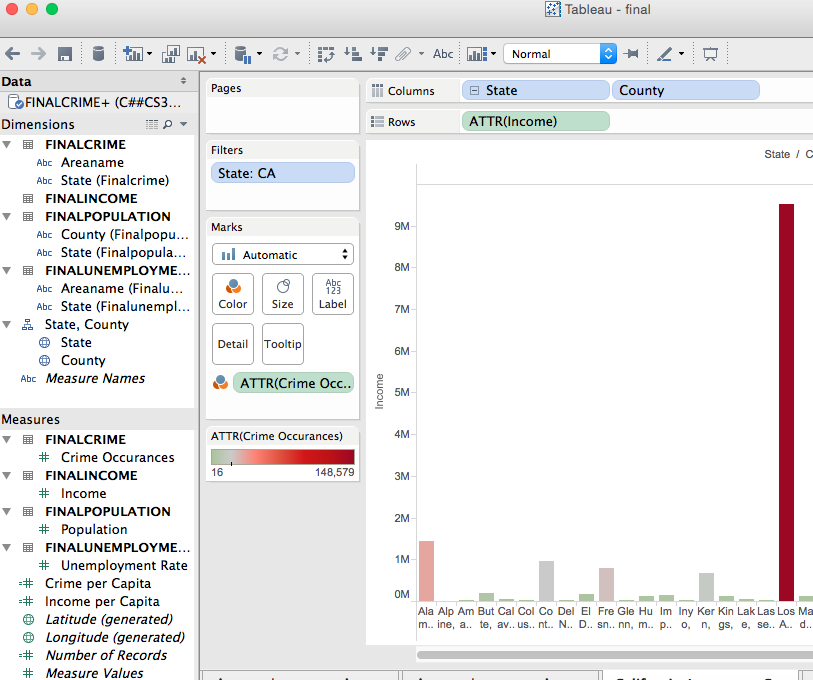 Tableau - final
Abc
Normal
Data
FINALCRIME+ (C##CS3...
Dimensions
FINALCRIME
Abc Areaname
Abc State (Finalcrime)
FINALINCOME
FINALPOPULATION
Abc County (Finalpopu...
Abc State (Finalpopula...
FINALUNEMPLOYME...
Abc Areaname (Finalu...
Abc State (Finalunempl...
State, County
State
County
Abc Measure Names
Measures
FINALCRIME
# Crime Occurances
FINALINCOME
# Income
FINALPOPULATION
# Population
FINALUNEMPLOYME...
# Unemployment Rate
=# Crime per Capita
=# Income per Capita
Latitude (generated)
Longitude (generated)
=# Number of Records
# Measure Values
Pages
Filters
State: CA
Marks
Automatic
Color
Size
Abc
123
Label
Detail
Tooltip
ATTR(Crime Occ..
ATTR(Crime Occurances)
16 148,579
Columns State County
Rows ATTR(Income)
State / C
Income
9M
8M
7M
6M
5M
4M
3M
2M
1M
0M
Ala Alp Am But Cal Col Co Del El Fre Gle Hu Im Iny Ker Kin Lak Las Los Ma
m.. ine, a.. te, av.. us.. nt.. N.. D.. sn.. nn, m.. p.. o, n, gs, e, se.. A.. d..